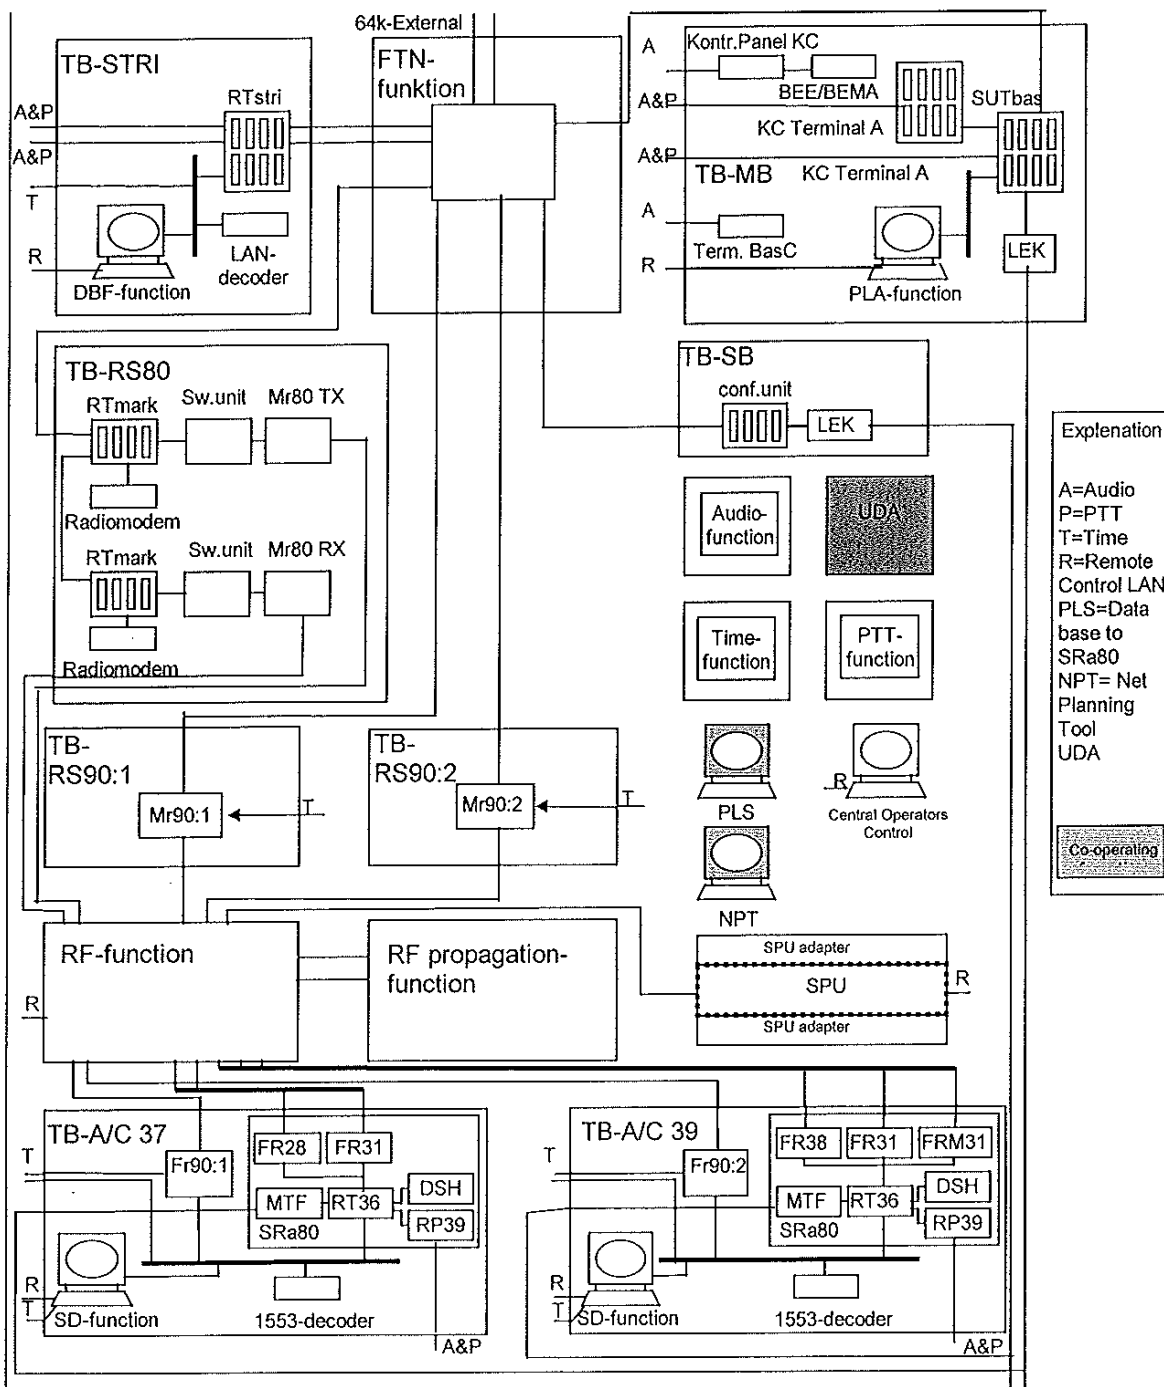 64k-External
TB-STRI
RTstri
A&P
A&P
T
R
DBF-function
LAN-
decoder
FTN-
funktion
A
Kontr.Panel KC
BEE/BEMA
A&P
KC Terminal A
SUTbas
A&P
TB-MB
KC Terminal A
A
Term. BasC
R
PLA-function
LEK
TB-RS80
RTmark
Sw.unit
Mr80 TX
Radiomodem
RTmark
Sw.unit
Mr80 RX
Radiomodem
TB-SB
conf.unit
LEK
Audio-
function
UDA
Time-
function
PTT-
function
PLS
R
Central Operators
Control
NPT
Explenation
A=Audio
P=PTT
T=Time
R=Remote
Control LAN
PLS=Data
base to
SRa80
NPT= Net
Planning
Tool
UDA
Co-operating
TB-
RS90:1
Mr90:1
T
TB-
RS90:2
Mr90:2
T
RF-function
R
RF propagation-
function
SPU adapter
SPU
R
SPU adapter
TB-A/C 37
T
Fr90:1
FR28
FR31
MTF
RT36
DSH
RP39
SRa80
R
T
SD-function
1553-decoder
A&P
TB-A/C 39
T
Fr90:2
FR38
FR31
FRM31
MTF
RT36
DSH
RP39
SRa80
R
T
SD-function
1553-decoder
A&P